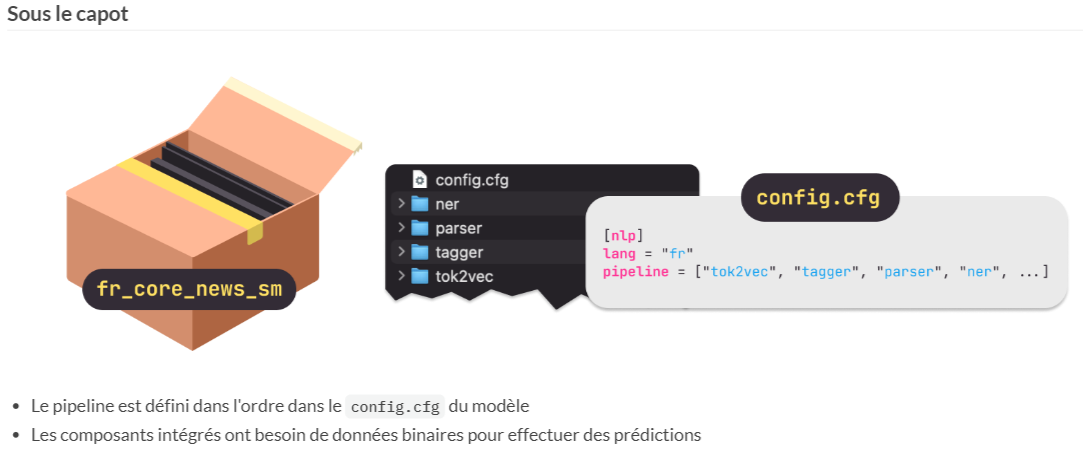 Sous le capot
fr_core_news_sm
config.cfg
ner
parser
tagger
tok2vec
config.cfg
[nlp]
lang = "fr"
pipeline = ["tok2vec", "tagger", "parser", "ner", ...]
Le pipeline est défini dans l'ordre dans le config.cfg du modèle
Les composants intégrés ont besoin de données binaires pour effectuer des prédictions